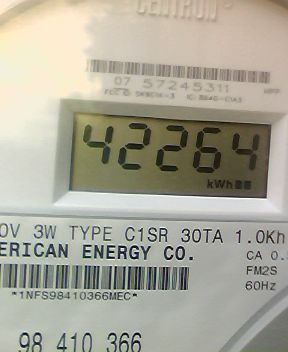 CENTRON
07 57245311
42264
kWh
0V 3W TYPE C1SR 30TA 1.0Kh
ERICAN ENERGY CO.
CA 0.
FM2S
60Hz
*1NFS98410366MEC*
98 410 366